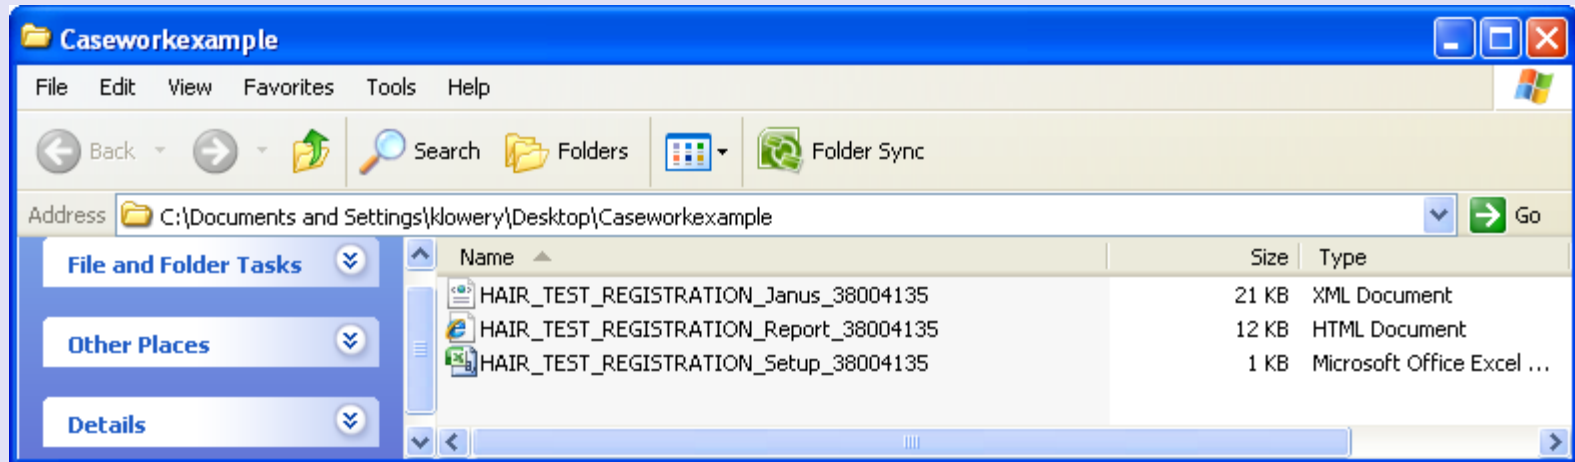 Caseworkexample
File Edit View Favorites Tools Help
Back Search Folders Folder Sync
Address C:\Documents and Settings\klowery\Desktop\Caseworkexample Go
File and Folder Tasks
Other Places
Details
Name Size Type
HAIR_TEST_REGISTRATION_Janus_38004135 21 KB XML Document
HAIR_TEST_REGISTRATION_Report_38004135 12 KB HTML Document
HAIR_TEST_REGISTRATION_Setup_38004135 1 KB Microsoft Office Excel ...